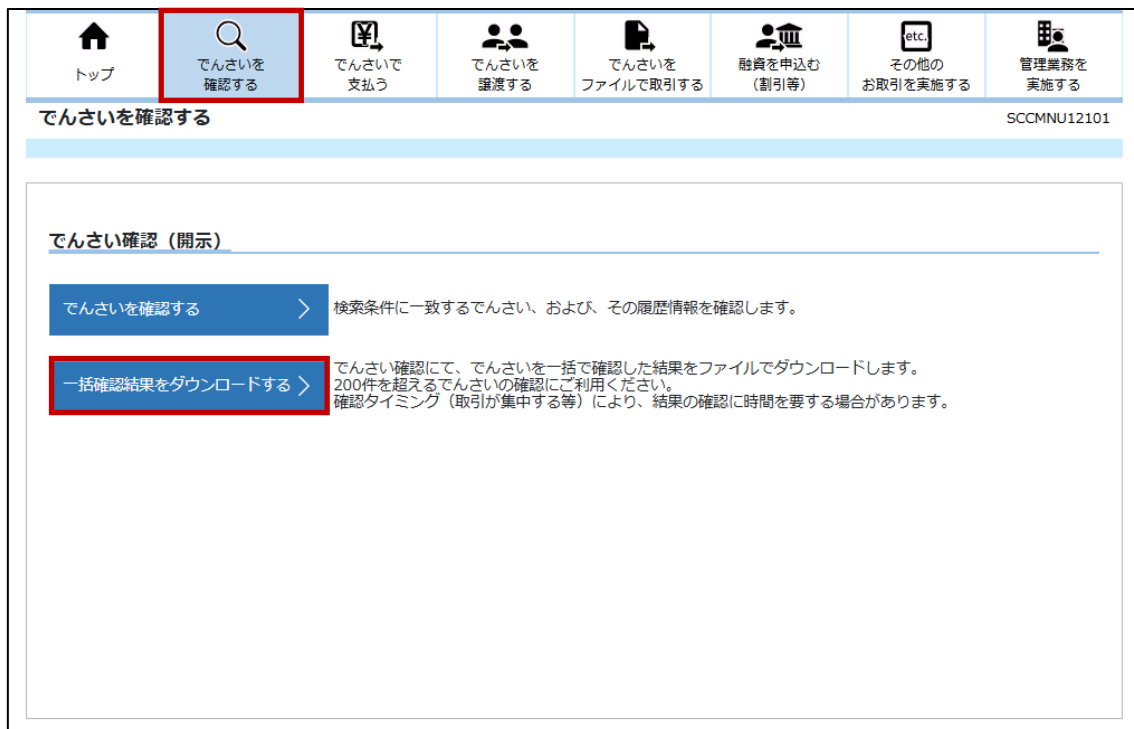 トップ
でんさいを
確認する
でんさいで
支払う
でんさいを
譲渡する
でんさいを
ファイルで取引する
融資を申込む
(割引等)
etc.
その他の
お取引を実施する
管理業務を
実施する
でんさいを確認する
SCCMNU12101
でんさい確認（開示）
でんさいを確認する
検索条件に一致するでんさい、および、その履歴情報を確認します。
一括確認結果をダウンロードする
でんさい確認にて、でんさいを一括で確認した結果をファイルでダウンロードします。
200件を超えるでんさいの確認にご利用ください。
確認タイミング（取引が集中する等）により、結果の確認に時間を要する場合があります。